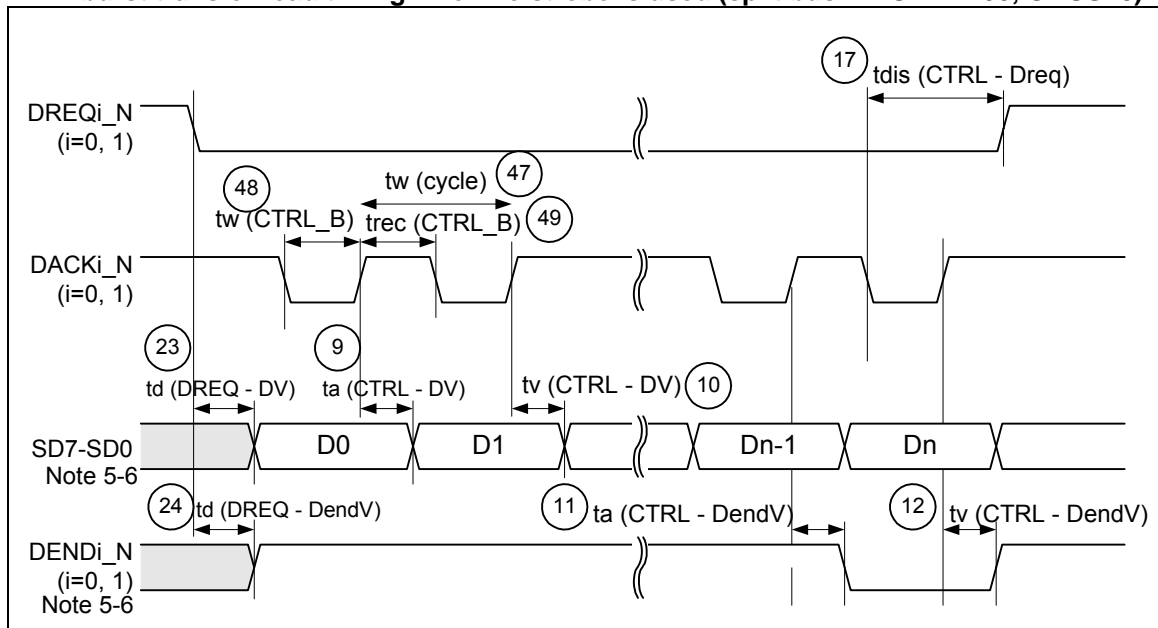 17
tdis (CTRL - Dreq)
DREQi_N
(i=0, 1)
48
tw (cycle)
47
tw (CTRL_B)
trec (CTRL_B)
49
DACKi_N
(i=0, 1)
23
9
td (DREQ - DV)
ta (CTRL - DV)
tv (CTRL - DV)
10
SD7-SD0
Note 5-6
D0
D1
Dn-1
Dn
24
td (DREQ - DendV)
11
ta (CTRL - DendV)
12
tv (CTRL - DendV)
DENDi_N
(i=0, 1)
Note 5-6